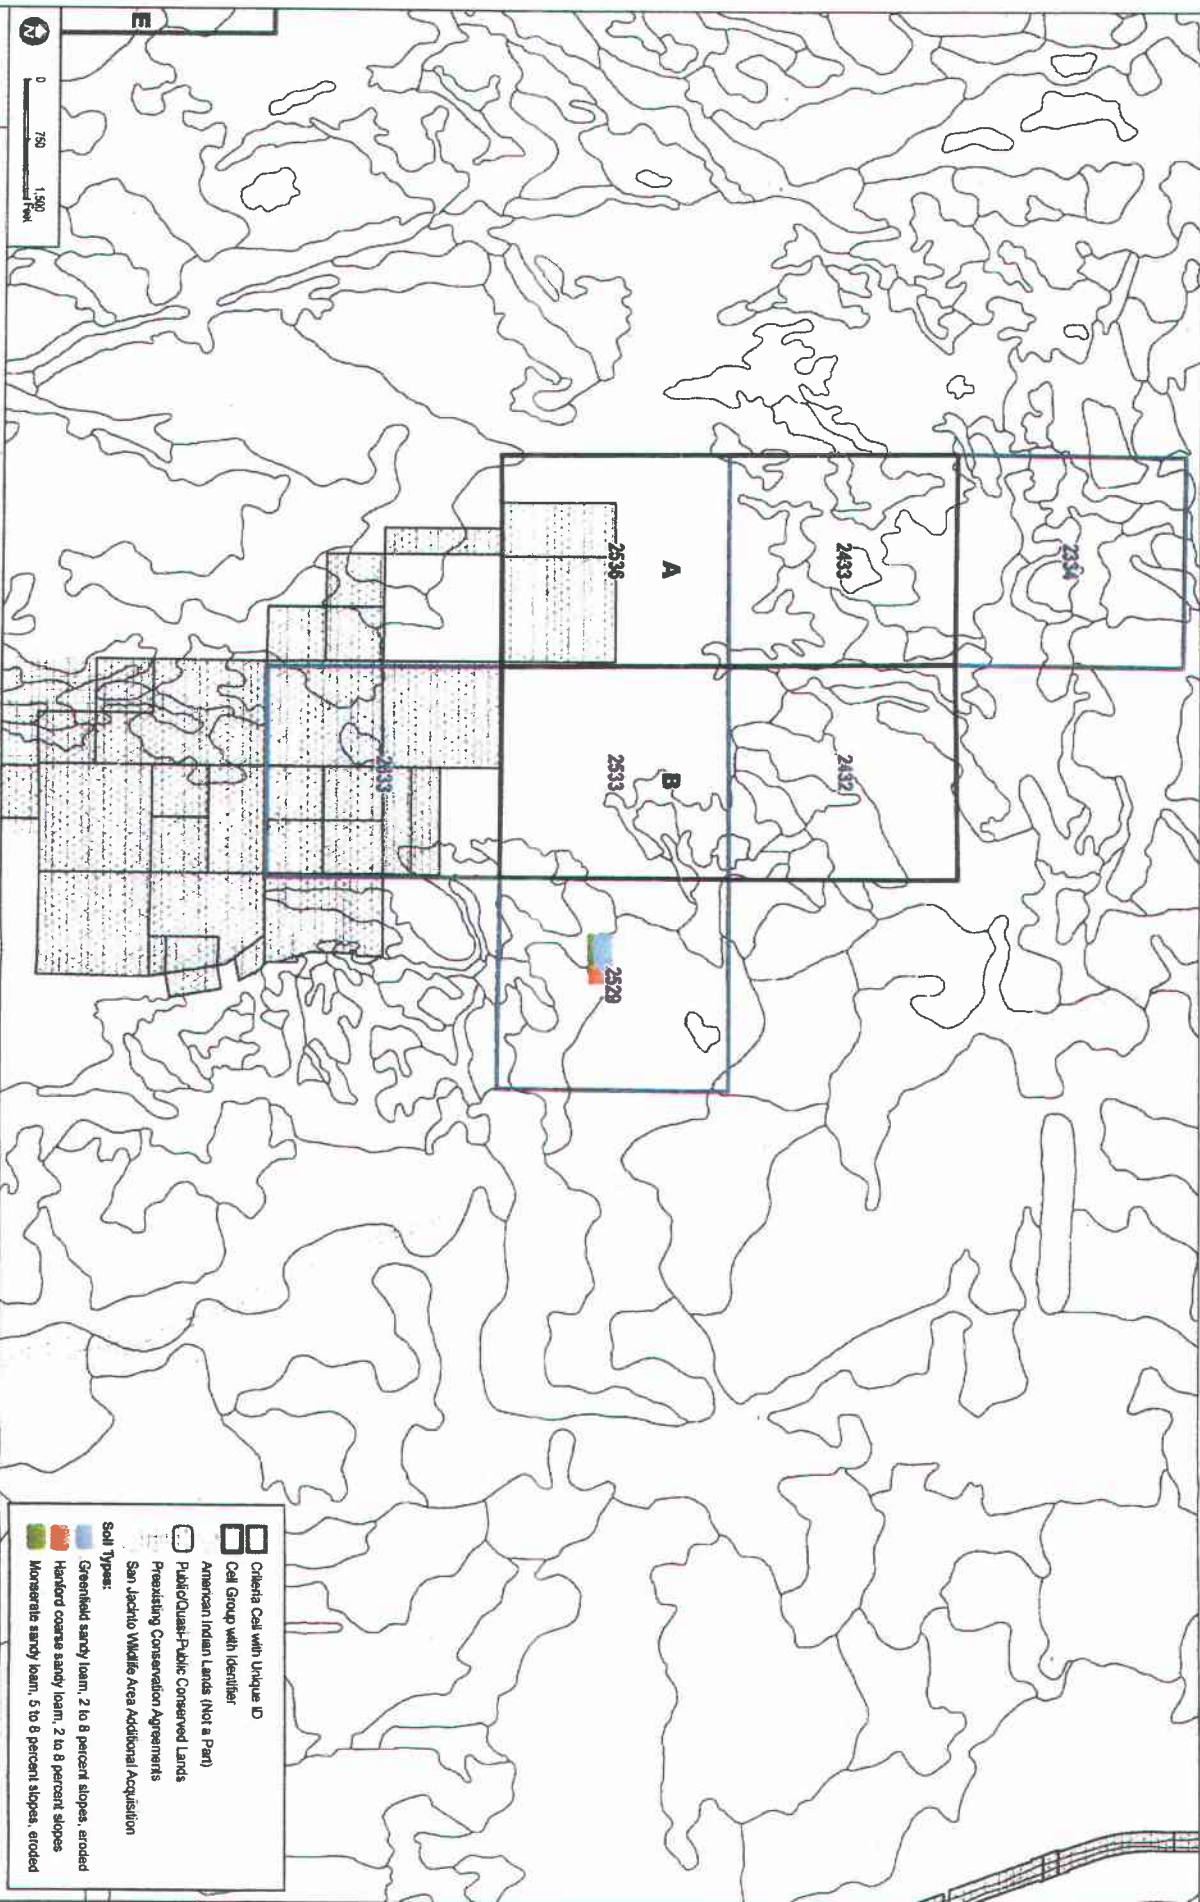 2334
2433
2432
A
B
2536
2533
2529
2633
E
N
0 750 1,500
Feet
Criteria Cell with Unique ID
Cell Group with Identifier
American Indian Lands (Not a Part)
Public/Quasi-Public Conserved Lands
Preexisting Conservation Agreements
San Jacinto Wildlife Area Additional Acquisition
Soil Types:
Greenfield sandy loam, 2 to 8 percent slopes, eroded
Hanford coarse sandy loam, 2 to 8 percent slopes
Monserate sandy loam, 5 to 8 percent slopes, eroded